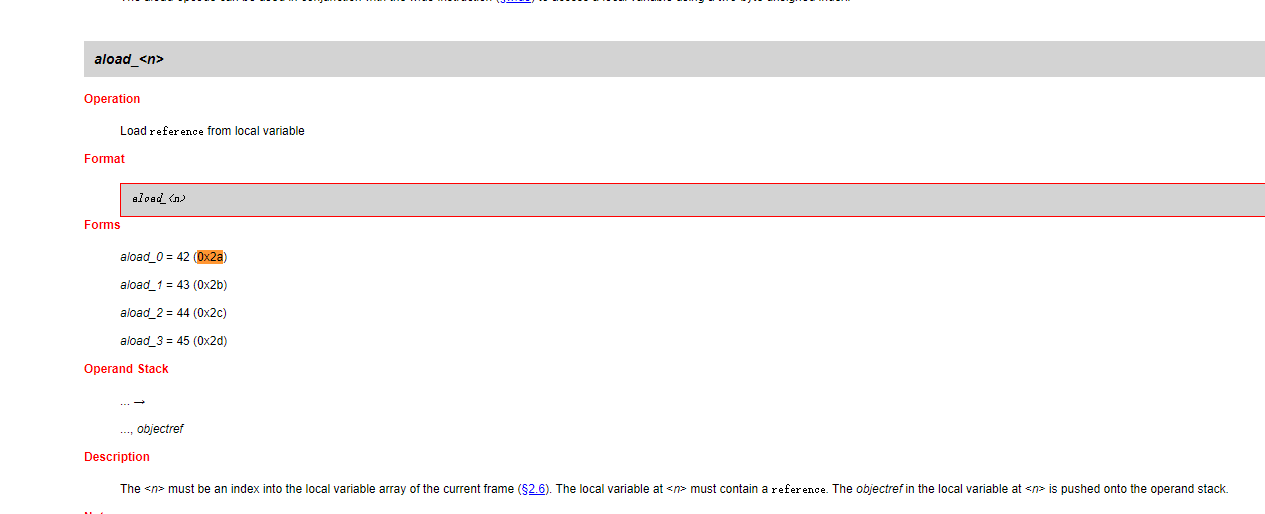 aload_<n>
Operation
Load reference from local variable
Format
aload_<n>
Forms
aload_0 = 42 (0x2a)
aload_1 = 43 (0x2b)
aload_2 = 44 (0x2c)
aload_3 = 45 (0x2d)
Operand Stack
... →
..., objectref
Description
The <n> must be an index into the local variable array of the current frame (§2.6). The local variable at <n> must contain a reference. The objectref in the local variable at <n> is pushed onto the operand stack.